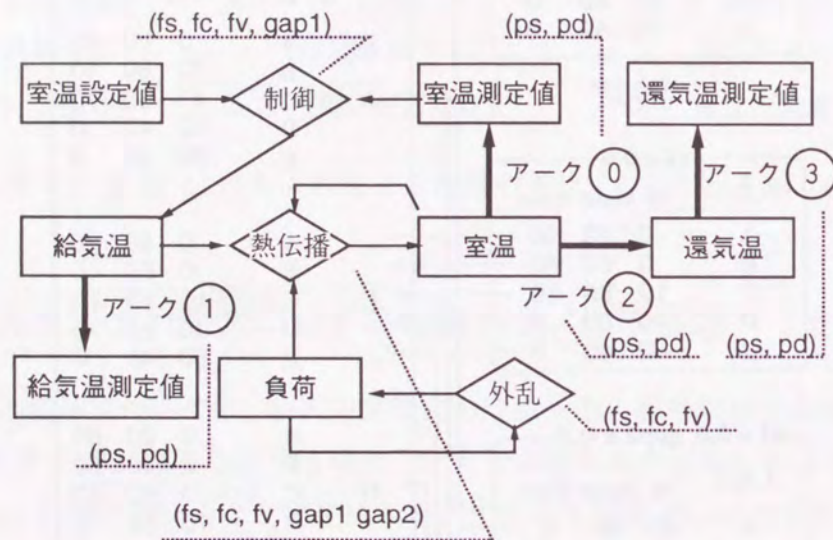 (fs, fc, fv, gap1)
(ps, pd)
室温設定値
制御
室温測定値
還気温測定値
アーク 0
アーク 3
給気温
熱伝播
室温
還気温
アーク 1
アーク 2
(ps, pd)
(ps, pd)
給気温測定値
負荷
外乱
(fs, fc, fv)
(ps, pd)
(fs, fc, fv, gap1 gap2)